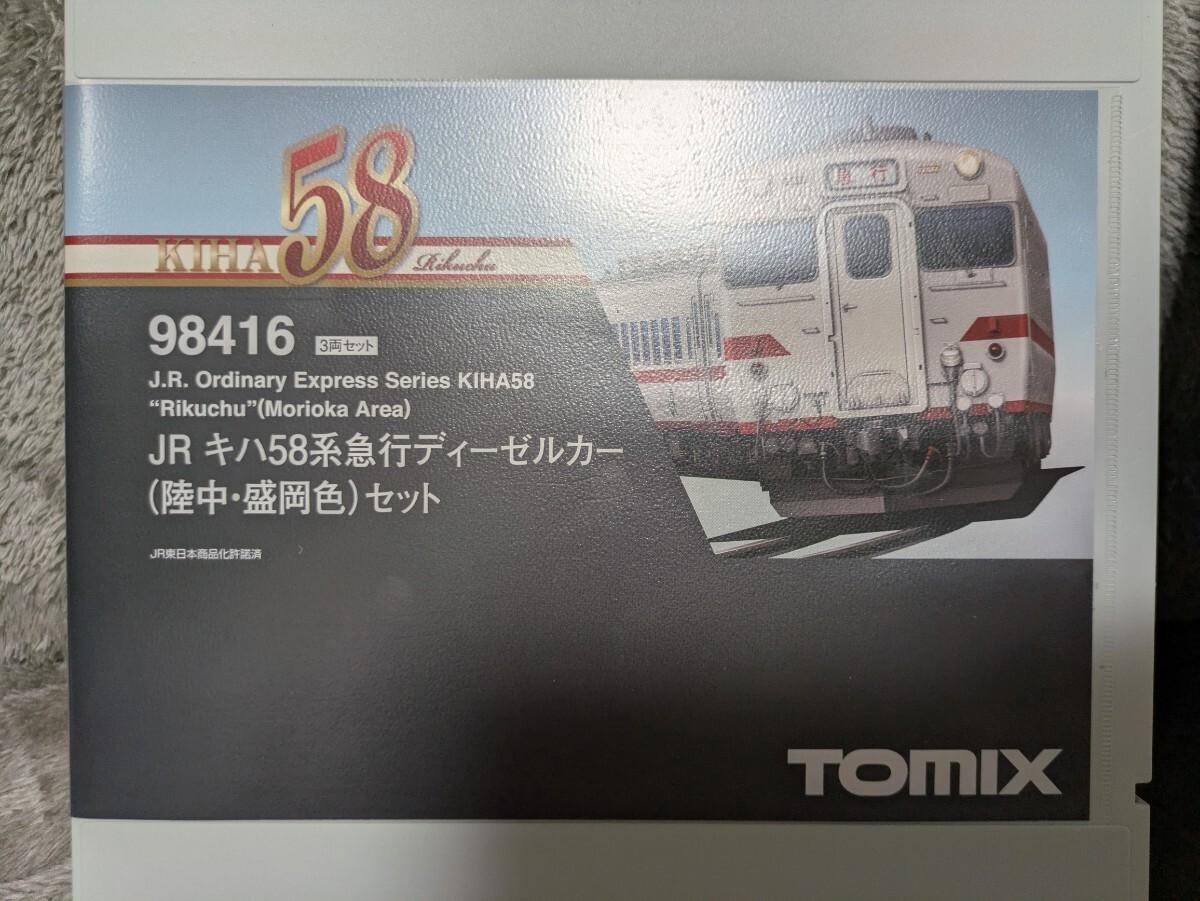 KIHA58 Rikuchu
急行
98416 3両セット
J.R. Ordinary Express Series KIHA58
“Rikuchu”(Morioka Area)
JR キハ58系急行ディーゼルカー
(陸中・盛岡色)セット
JR東日本商品化許諾済
TOMIX